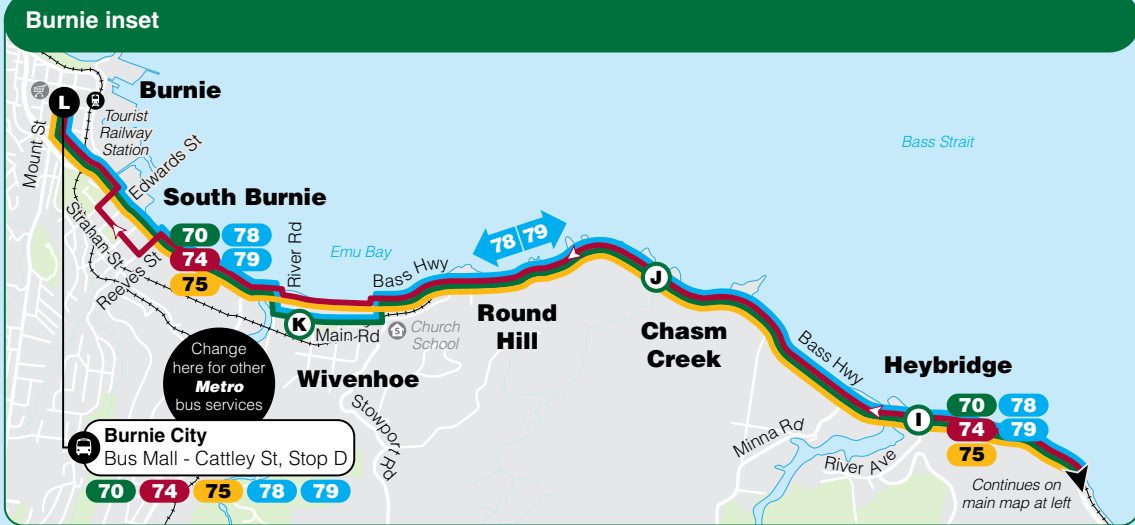 Burnie inset
Burnie
L
Tourist
Railway
Station
Mount St
Edwards St
Bass Strait
South Burnie
70 78
74 79
75
Strahan St
Reeves St
River Rd
Emu Bay
Bass Hwy
78 79
Round
Hill
J
Chasm
Creek
K
Main Rd
S
Church
School
Wivenhoe
Stowport Rd
Bass Hwy
Heybridge
I
70 78
74 79
75
Minna Rd
River Ave
Continues on
main map at left
Change
here for other
Metro
bus services
Burnie City
Bus Mall - Cattley St, Stop D
70 74 75 78 79